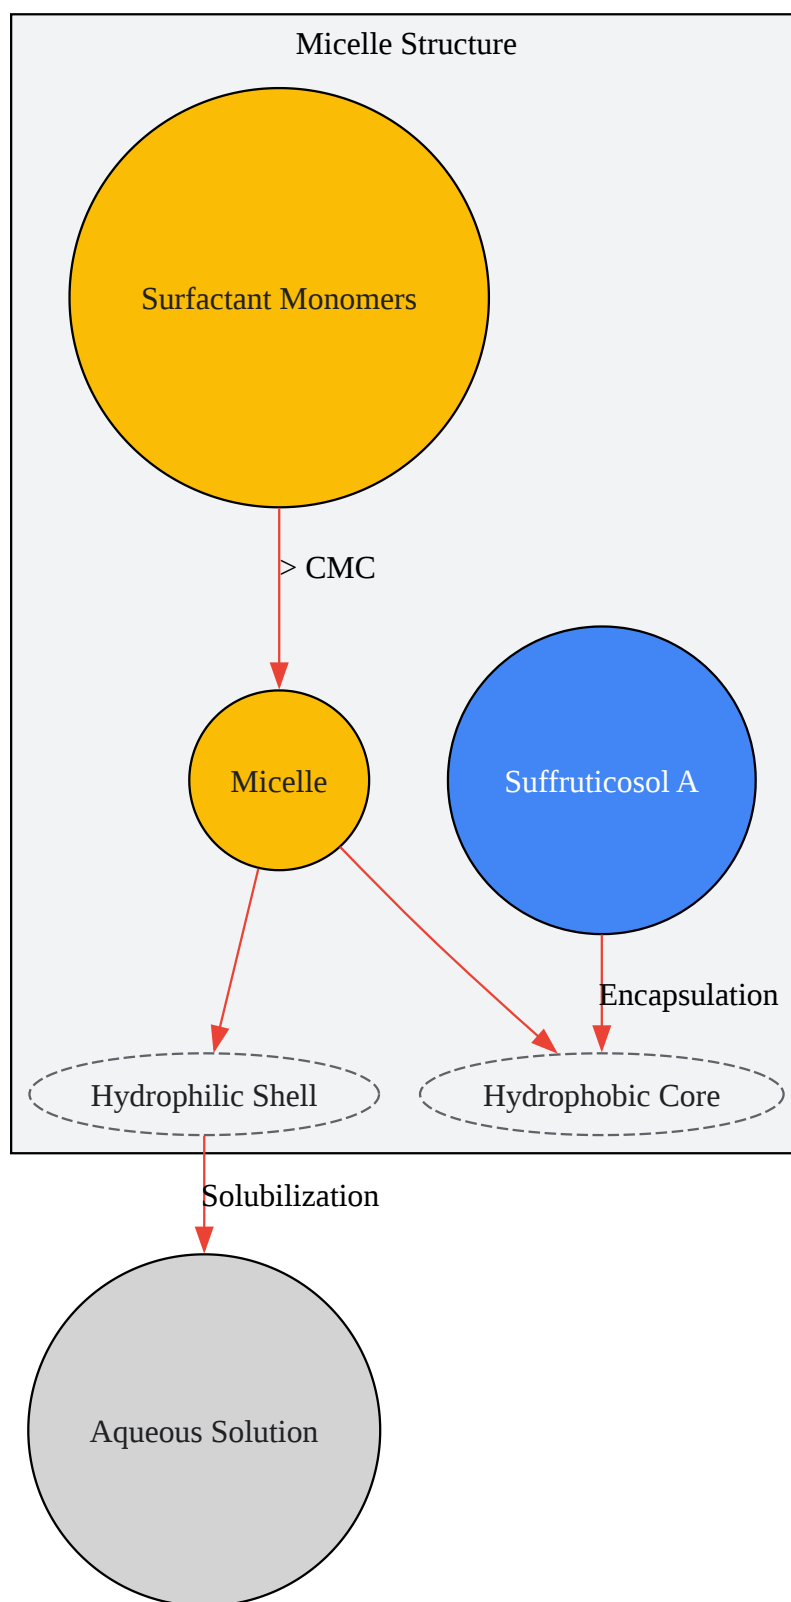 Micelle Structure
Surfactant Monomers
> CMC
Micelle
Suffruticosol A
Encapsulation
Hydrophilic Shell
Hydrophobic Core
Solubilization
Aqueous Solution